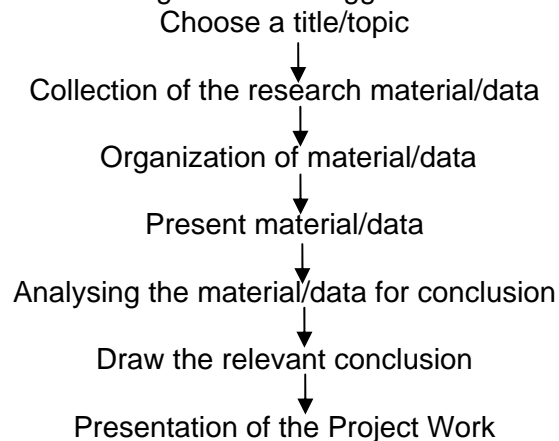 Choose a title/topic
Collection of the research material/data
Organization of material/data
Present material/data
Analysing the material/data for conclusion
Draw the relevant conclusion
Presentation of the Project Work